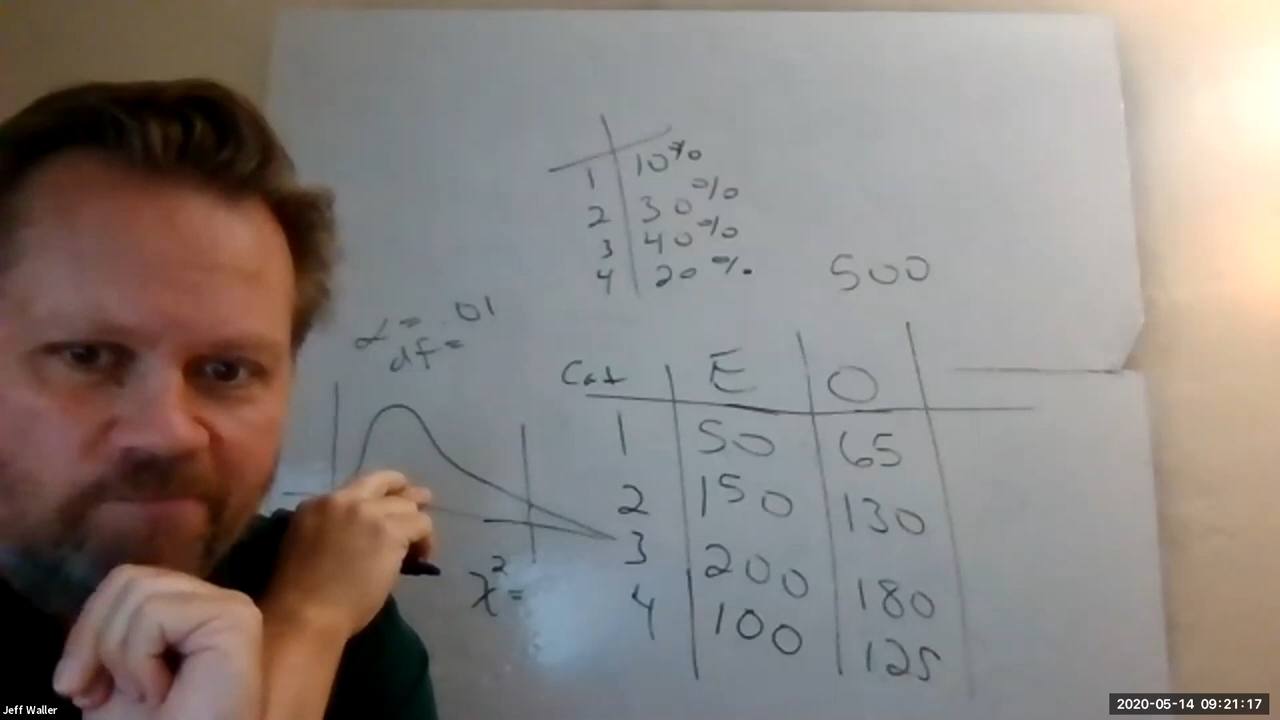 1 10%
2 30%
3 40%
4 20%
500
α = .01
df =
Cat E O
1 50 65
2 150 130
3 200 180
4 100 125
χ² =
Jeff Waller
2020-05-14 09:21:17